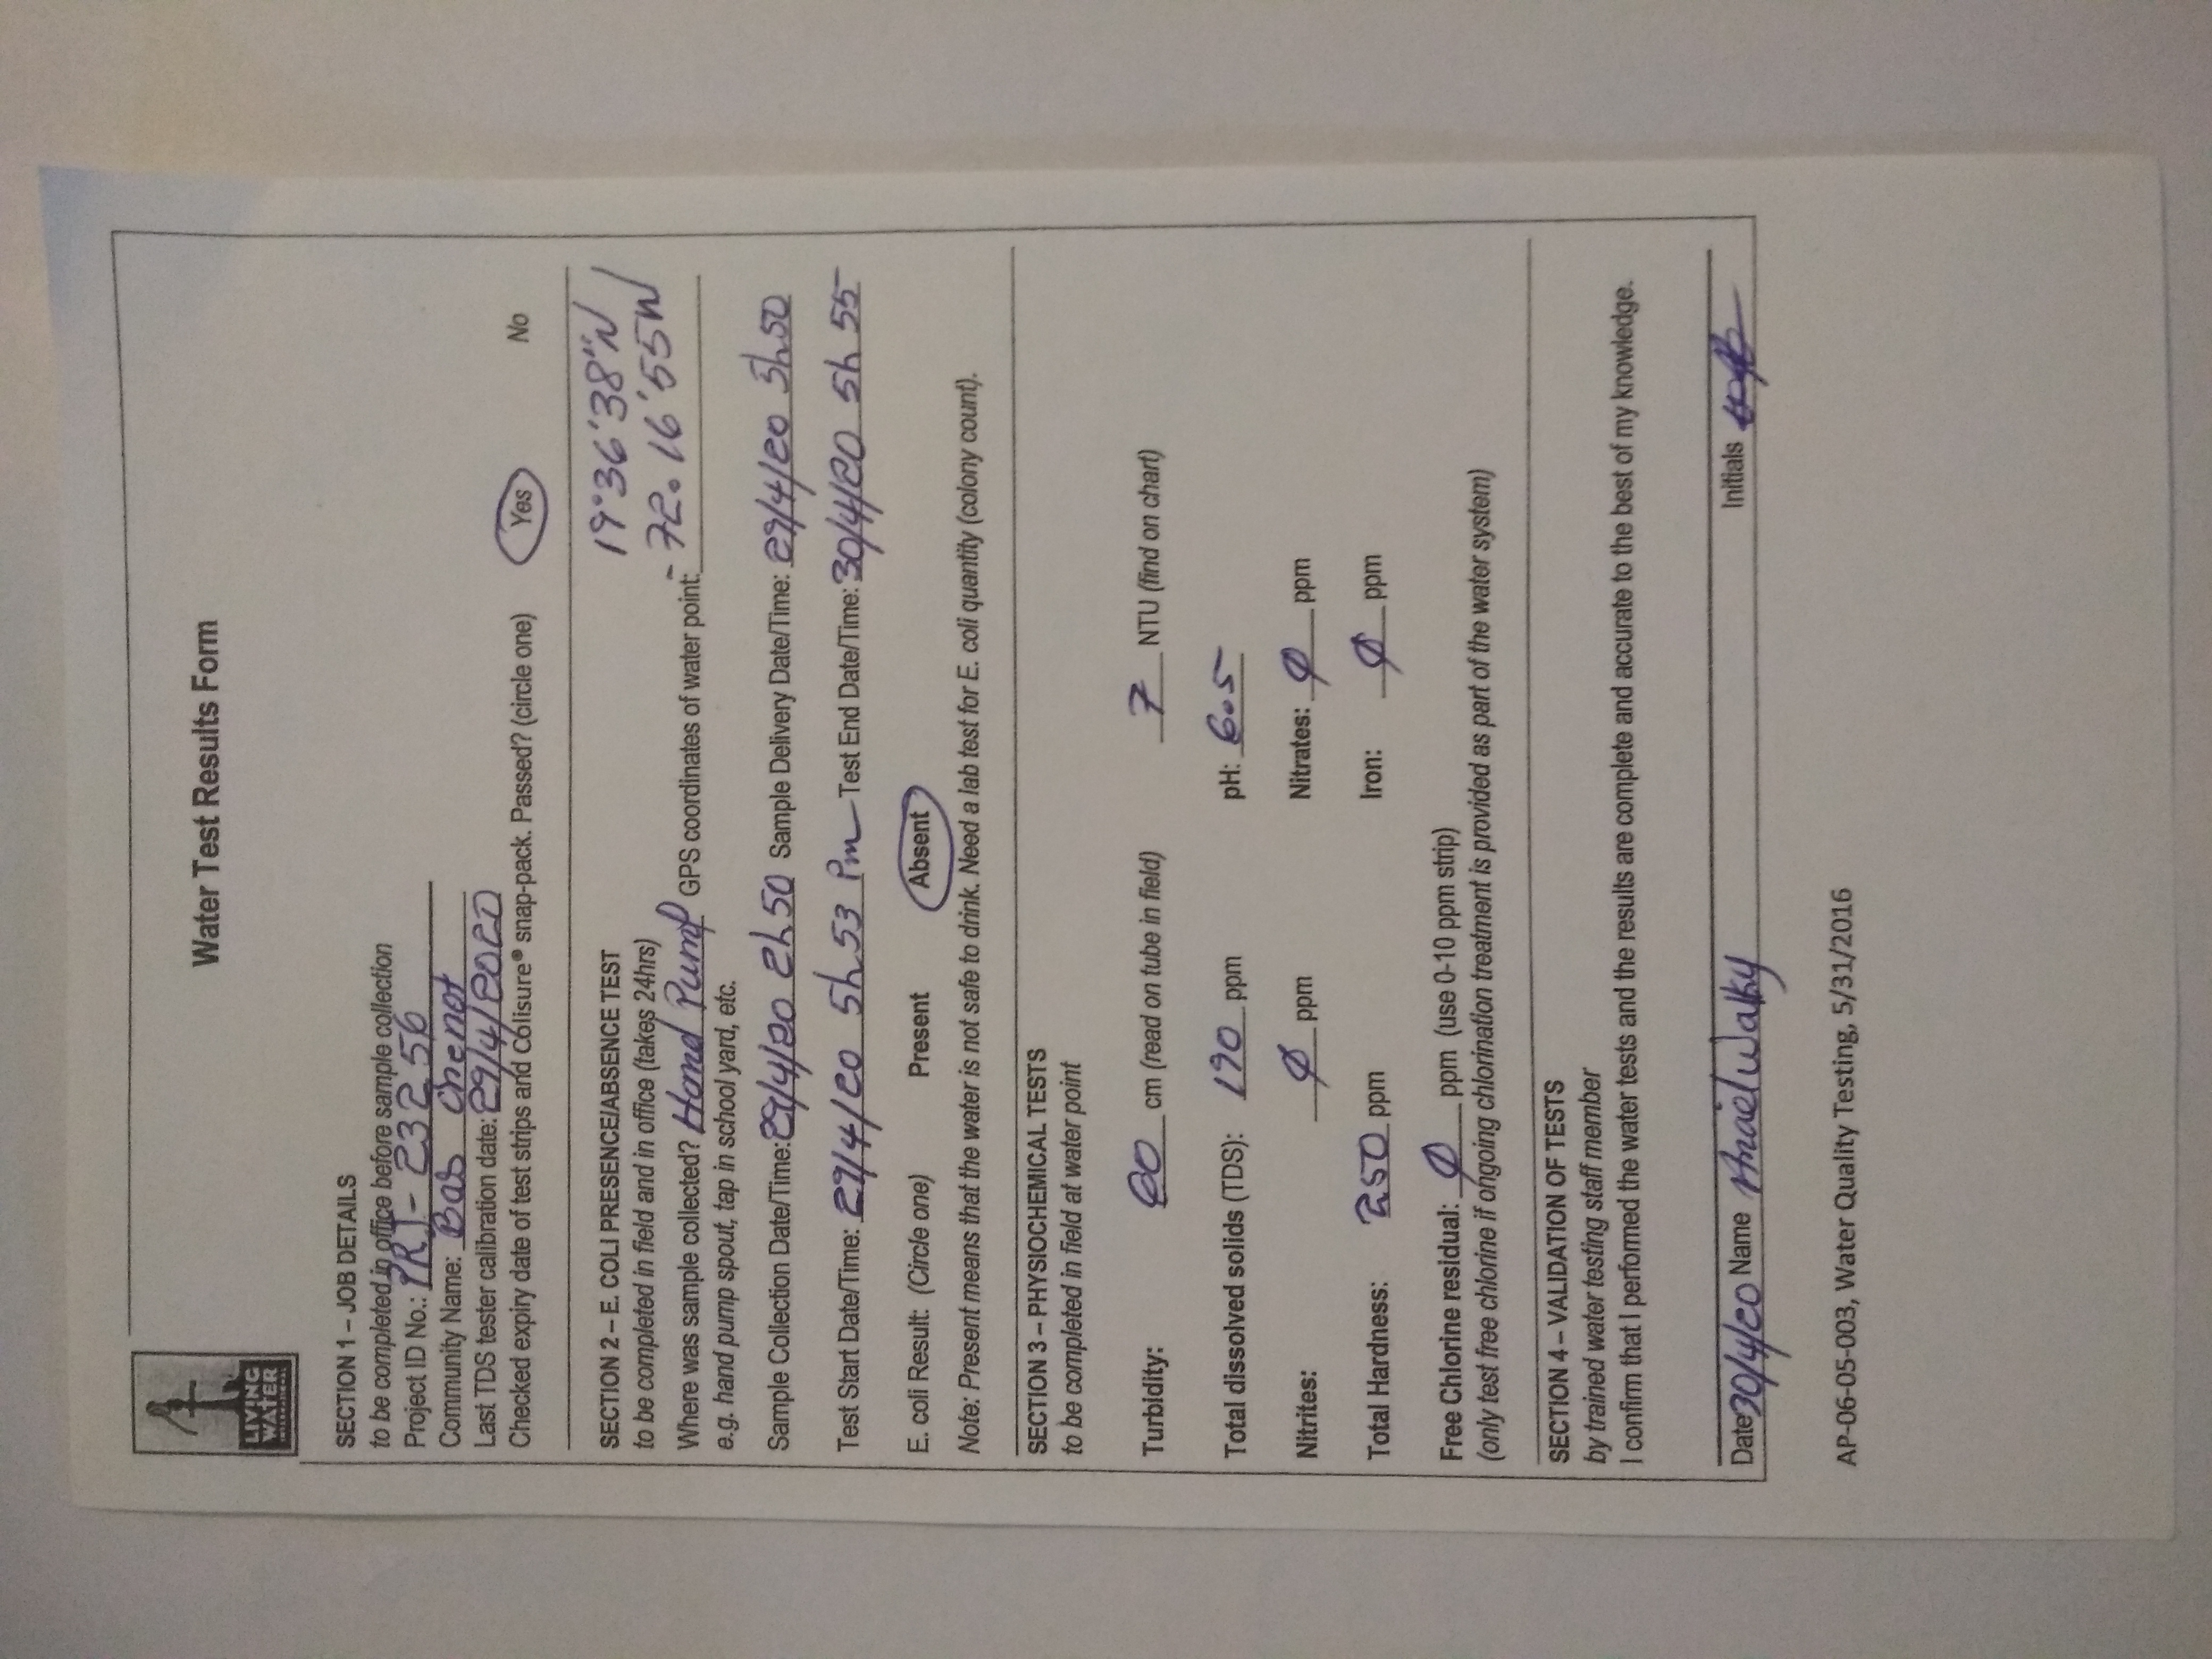 LIVING
WATER
INTERNATIONAL
Water Test Results Form
SECTION 1 – JOB DETAILS
to be completed in office before sample collection
Project ID No.: PRJ- 23256
Community Name: Bas Chenot
Last TDS tester calibration date: 29/4/2020
Checked expiry date of test strips and Colisure® snap-pack. Passed? (circle one) Yes No
SECTION 2 – E. COLI PRESENCE/ABSENCE TEST
19°36'38"N
to be completed in field and in office (takes 24hrs)
-72.16'55W
Where was sample collected? Hand Pump GPS coordinates of water point:
e.g. hand pump spout, tap in school yard, etc.
Sample Collection Date/Time: 29/4/20 2h50 Sample Delivery Date/Time: 29/4/20 5h50
Test Start Date/Time: 29/4/20 5h 53 Pm Test End Date/Time: 30/4/20 5h 55
E. coli Result: (Circle one) Present Absent
Note: Present means that the water is not safe to drink. Need a lab test for E. coli quantity (colony count).
SECTION 3 – PHYSIOCHEMICAL TESTS
to be completed in field at water point
Turbidity: 60 cm (read on tube in field) 7 NTU (find on chart)
Total dissolved solids (TDS): 190 ppm pH: 6.5
Nitrites: Ø ppm Nitrates: Ø ppm
Total Hardness: 250 ppm Iron: Ø ppm
Free Chlorine residual: Ø ppm (use 0-10 ppm strip)
(only test free chlorine if ongoing chlorination treatment is provided as part of the water system)
SECTION 4 – VALIDATION OF TESTS
by trained water testing staff member
I confirm that I performed the water tests and the results are complete and accurate to the best of my knowledge.
Date 30/4/20 Name Walky Initials
AP-06-05-003, Water Quality Testing, 5/31/2016